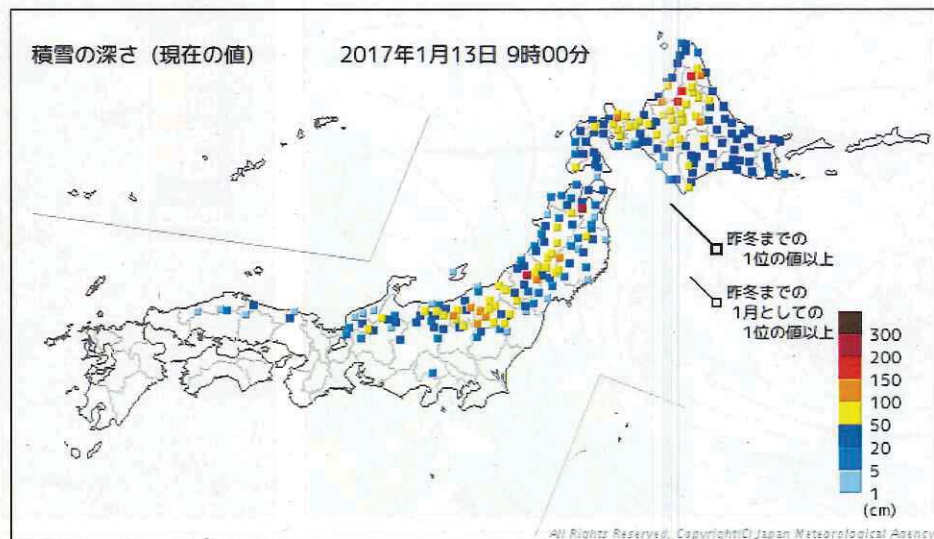 積雪の深さ (現在の値)
2017年1月13日 9時00分
昨冬までの
1位の値以上
昨冬までの
1月としての
1位の値以上
300
200
150
100
50
20
5
1
(cm)
All Rights Reserved, Copyright(C) Japan Meteorological Agency